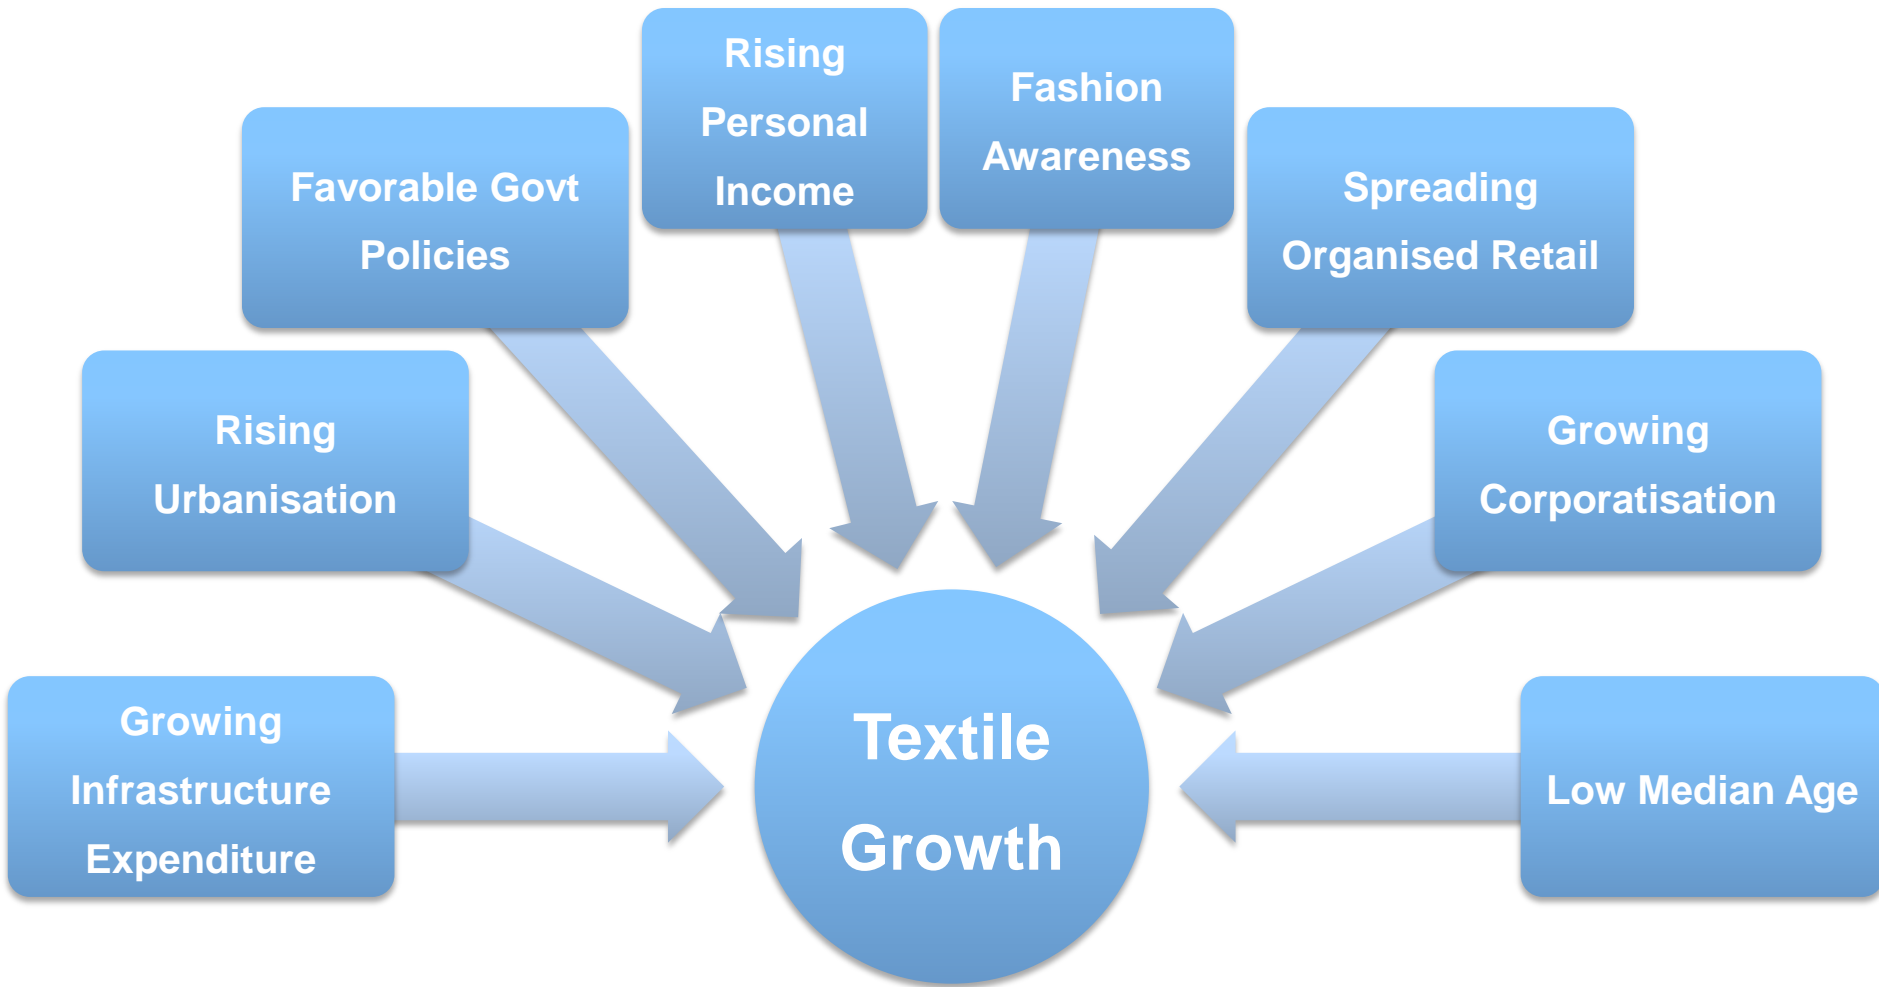 Rising
Personal
Income
Fashion
Awareness
Favorable Govt
Policies
Spreading
Organised Retail
Rising
Urbanisation
Growing
Corporatisation
Growing
Infrastructure
Expenditure
Textile
Growth
Low Median Age